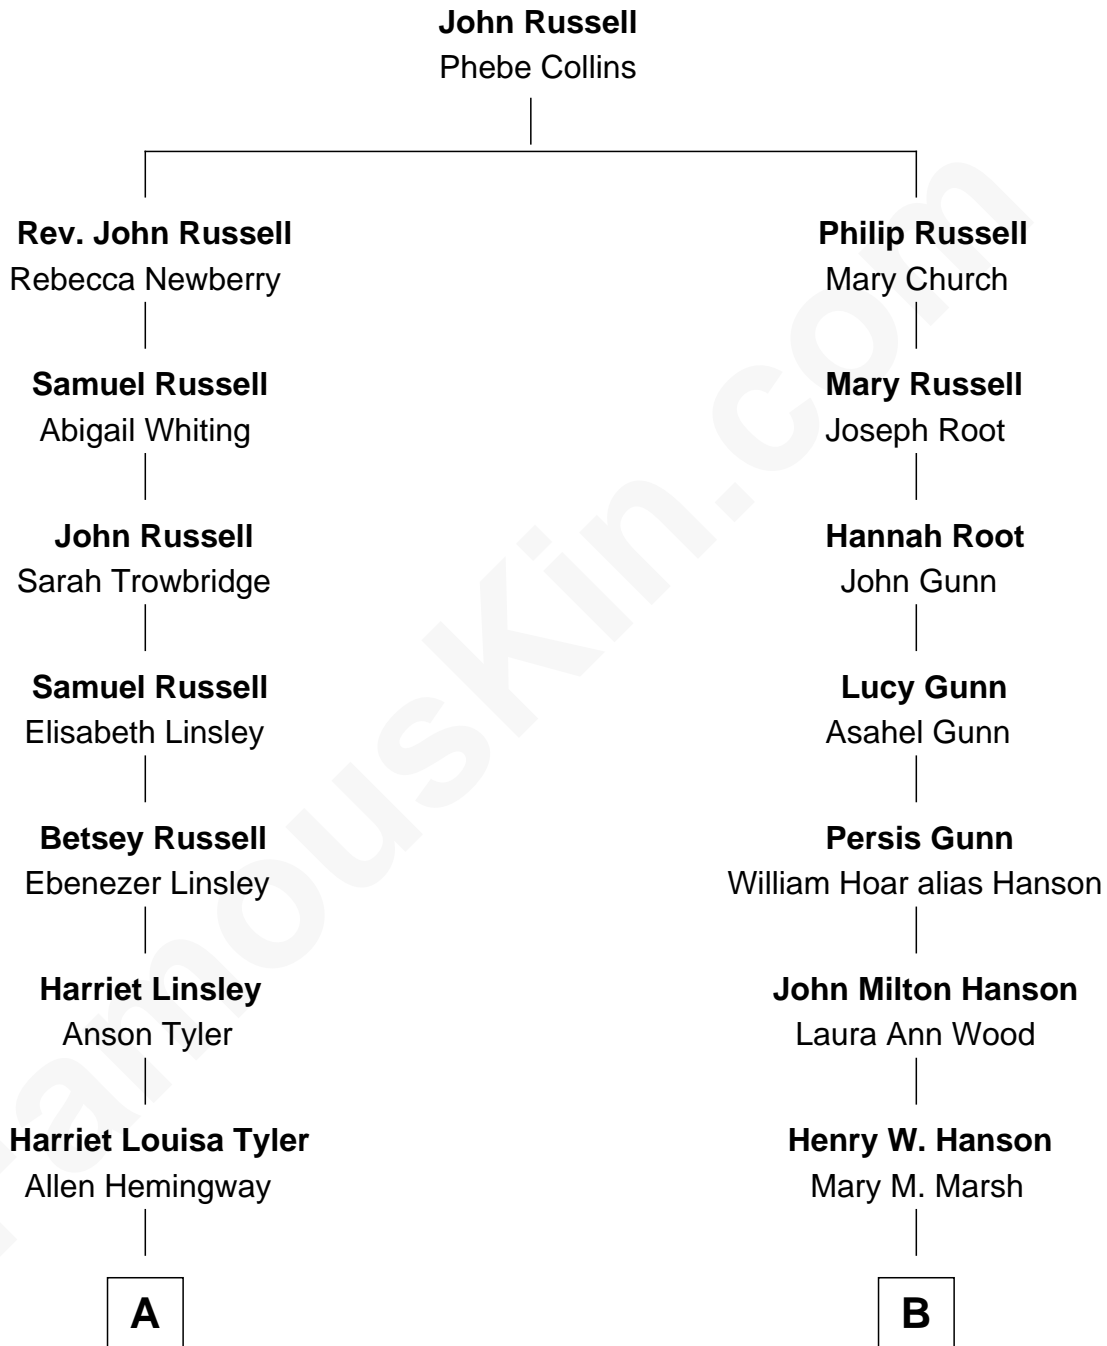 John Russell
Phebe Collins
Rev. John Russell
Rebecca Newberry
Philip Russell
Mary Church
Samuel Russell
Abigail Whiting
Mary Russell
Joseph Root
John Russell
Sarah Trowbridge
Hannah Root
John Gunn
Samuel Russell
Elisabeth Linsley
Lucy Gunn
Asahel Gunn
Betsey Russell
Ebenezer Linsley
Persis Gunn
William Hoar alias Hanson
Harriet Linsley
Anson Tyler
John Milton Hanson
Laura Ann Wood
Harriet Louisa Tyler
Allen Hemingway
Henry W. Hanson
Mary M. Marsh
A
B
FamousKin.com